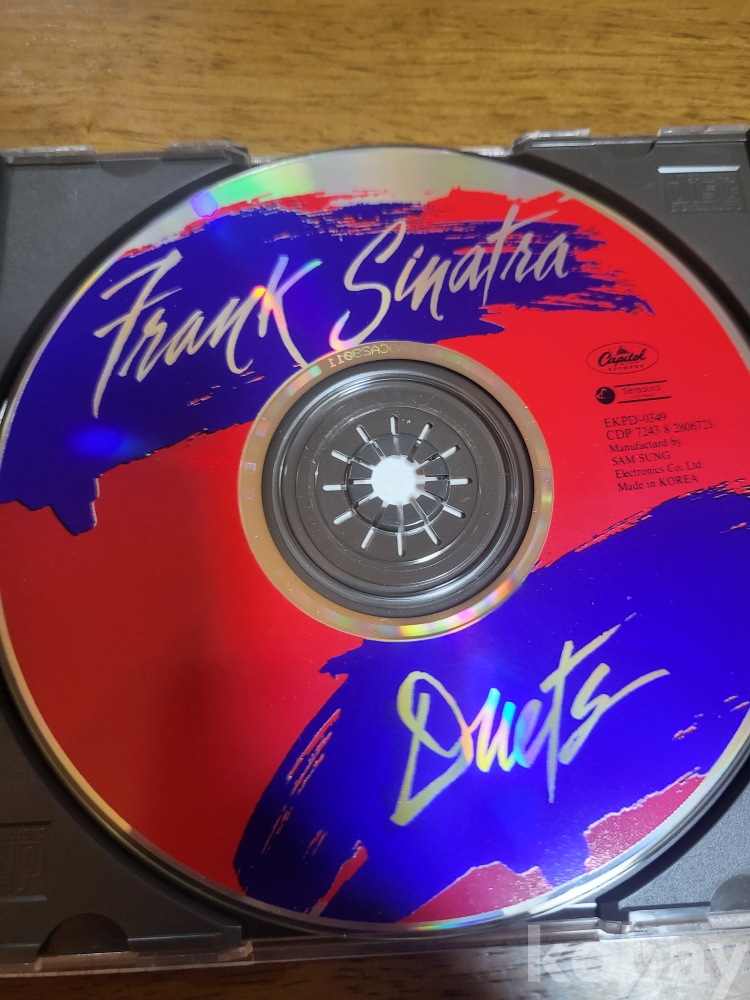 Frank Sinatra
Capitol
EKPD-0349
CDP 7243 8 2806721
Manufacturd by
SAM SUNG
Electronics Co. Ltd.
Made in KOREA
Duets